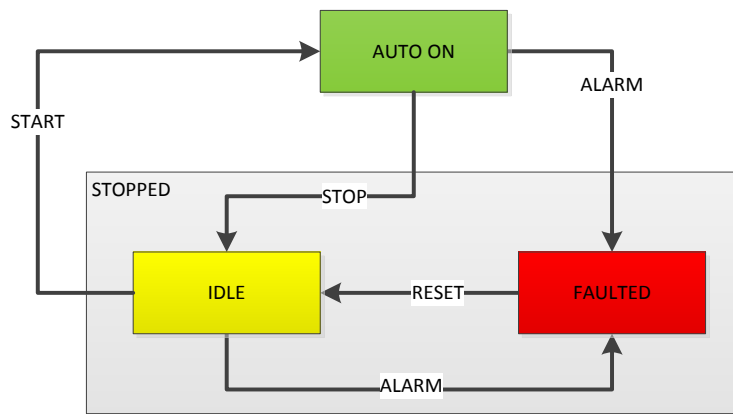 AUTO ON
ALARM
START
STOPPED
STOP
IDLE
RESET
FAULTED
ALARM